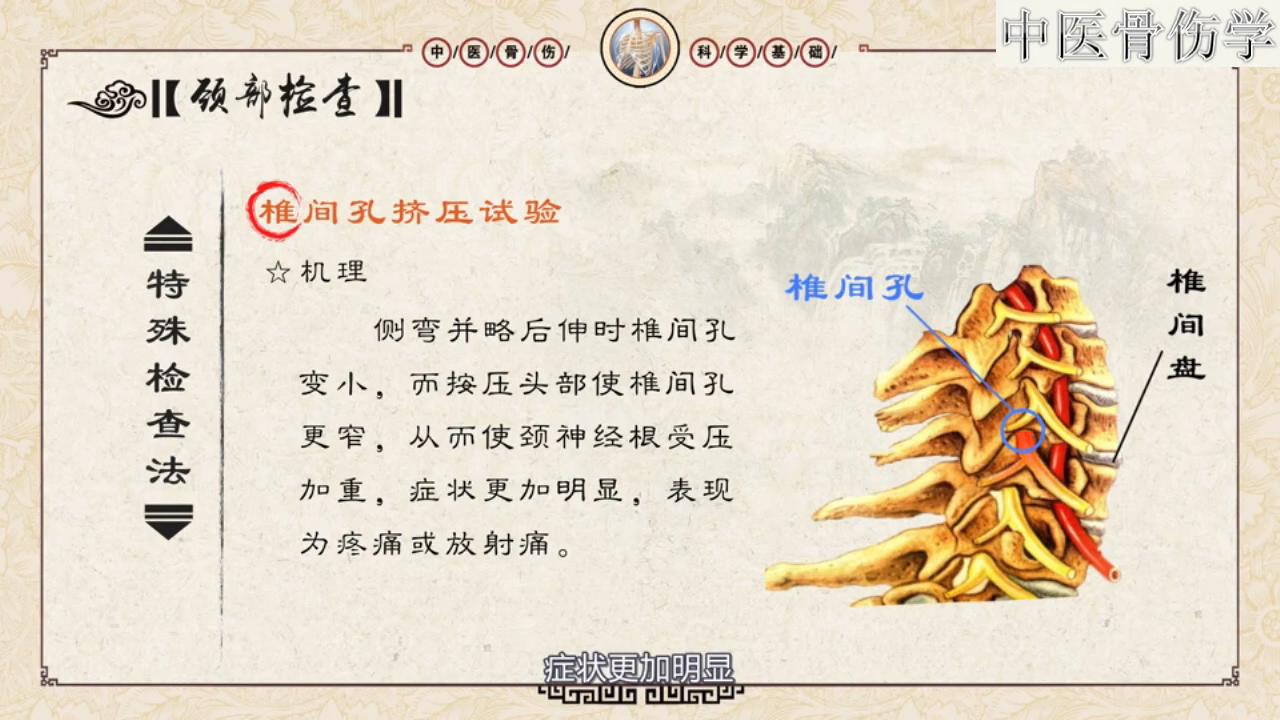 中/医/骨/伤/ 科/学/基/础/
中医骨伤学
【颈部检查】
特殊检查法
椎间孔挤压试验
☆机理
侧弯并略后伸时椎间孔
变小，而按压头部使椎间孔
更窄，从而使颈神经根受压
加重，症状更加明显，表现
为疼痛或放射痛。
椎间孔
椎间盘
症状更加明显